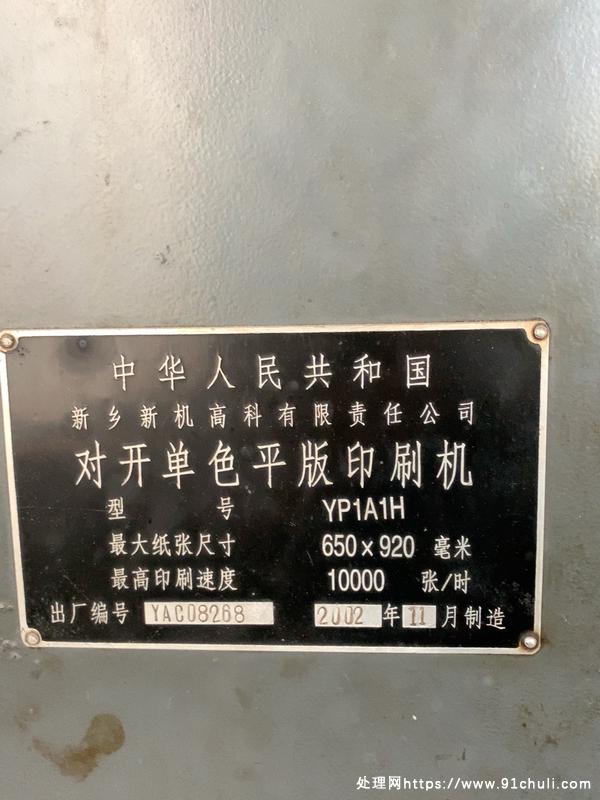 中华人民共和国
新乡新机高科有限责任公司
对开单色平版印刷机
型 号 YP1A1H
最大纸张尺寸 650×920 毫米
最高印刷速度 10000 张/时
出厂编号 YAC08268 2002 年 11 月制造
处理网https://www.91chuli.com